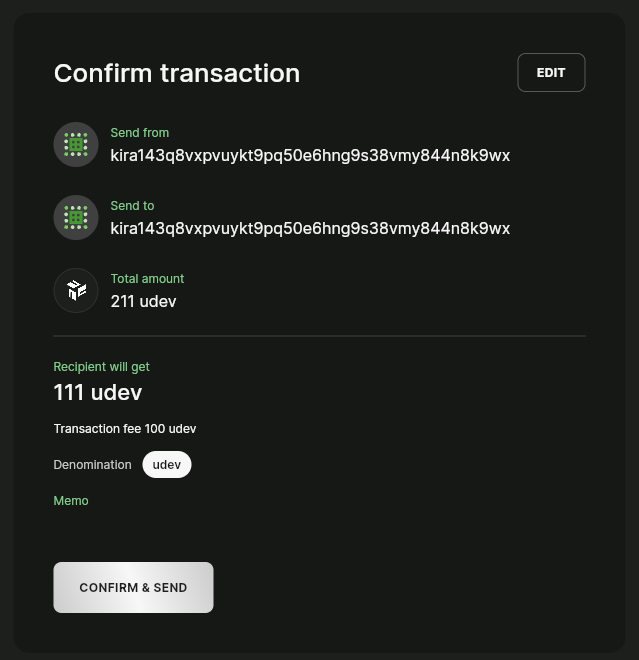 Confirm transaction
EDIT
Send from
kira143q8vxpvuykt9pq50e6hng9s38vmy844n8k9wx
Send to
kira143q8vxpvuykt9pq50e6hng9s38vmy844n8k9wx
Total amount
211 udev
Recipient will get
111 udev
Transaction fee 100 udev
Denomination udev
Memo
CONFIRM & SEND